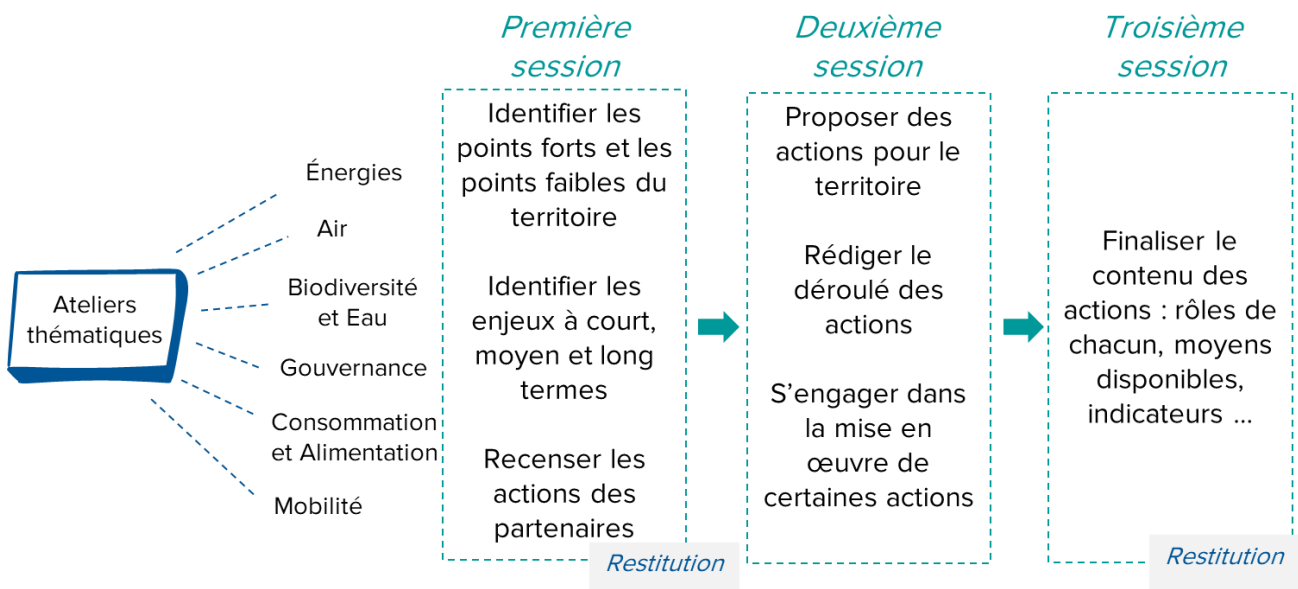 Ateliers
thématiques
Énergies
Air
Biodiversité
et Eau
Gouvernance
Consommation
et Alimentation
Mobilité
Première
session
Identifier les
points forts et les
points faibles du
territoire
Identifier les
enjeux à court,
moyen et long
termes
Recenser les
actions des
partenaires
Restitution
Deuxième
session
Proposer des
actions pour le
territoire
Rédiger le
déroulé des
actions
S’engager dans
la mise en
œuvre de
certaines actions
Troisième
session
Finaliser le
contenu des
actions : rôles de
chacun, moyens
disponibles,
indicateurs ...
Restitution